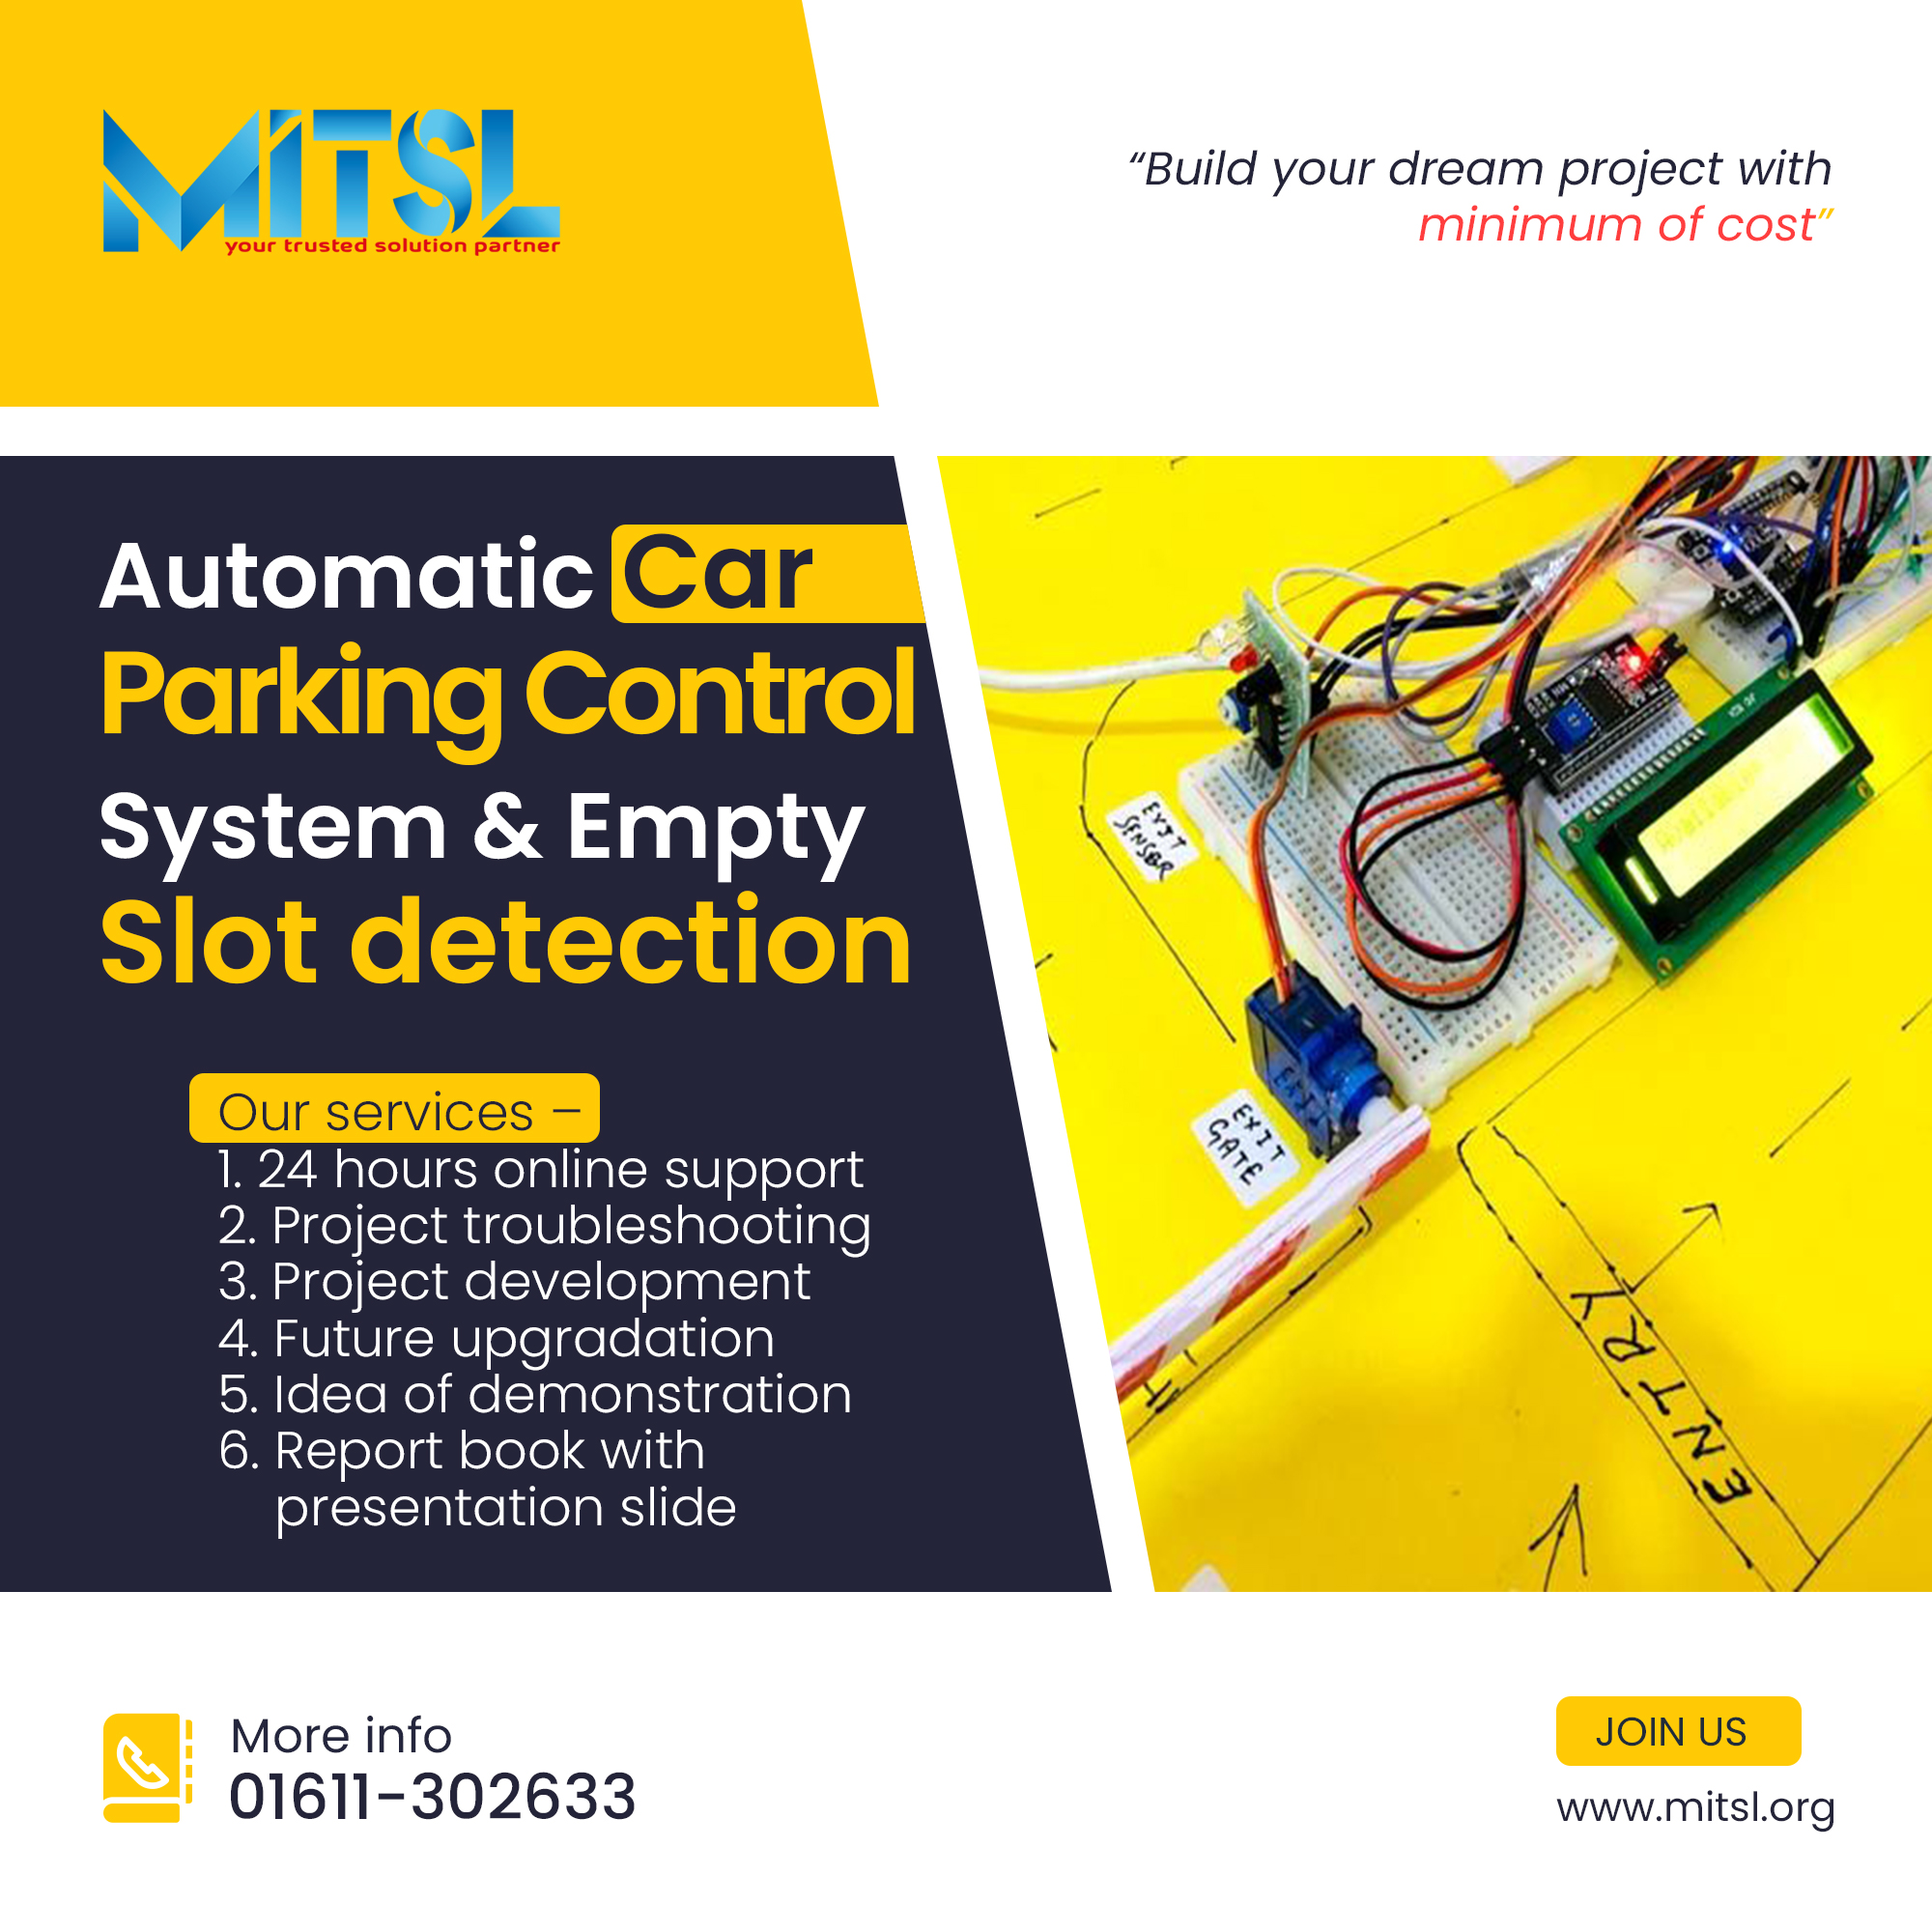 MiTSL
your trusted solution partner
“Build your dream project with
minimum of cost”
Automatic Car
Parking Control
System & Empty
Slot detection
Our services –
1. 24 hours online support
2. Project troubleshooting
3. Project development
4. Future upgradation
5. Idea of demonstration
6. Report book with
presentation slide
EXIT
SENSOR
EXIT
GATE
ENTRY
More info
01611-302633
JOIN US
www.mitsl.org